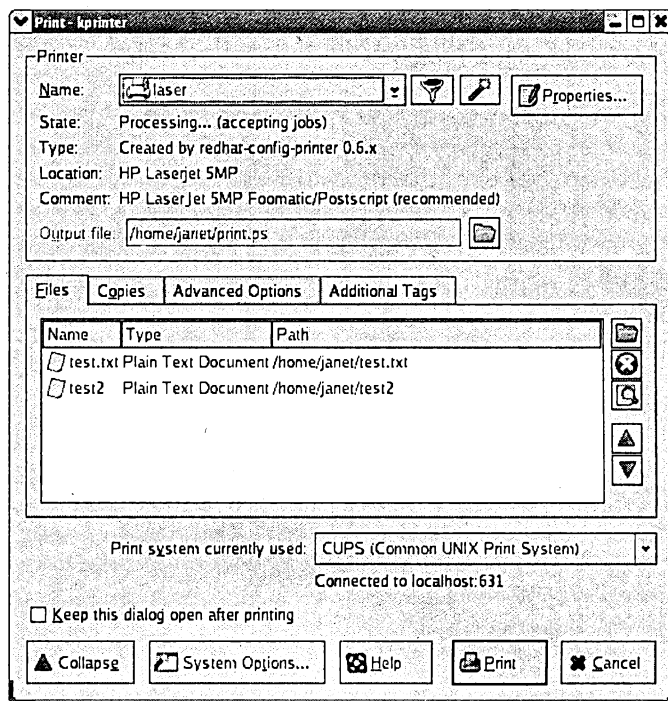 Print - kprinter
Printer
Name: laser
Properties...
State: Processing... (accepting jobs)
Type: Created by redhar-config-printer 0.6.x
Location: HP Laserjet 5MP
Comment: HP LaserJet 5MP Foomatic/Postscript (recommended)
Output file: /home/janet/print.ps
Files Copies Advanced Options Additional Tags
Name Type Path
test.txt Plain Text Document /home/janet/test.txt
test2 Plain Text Document /home/janet/test2
Print system currently used: CUPS (Common UNIX Print System)
Connected to localhost:631
Keep this dialog open after printing
Collapse System Options... Help Print Cancel